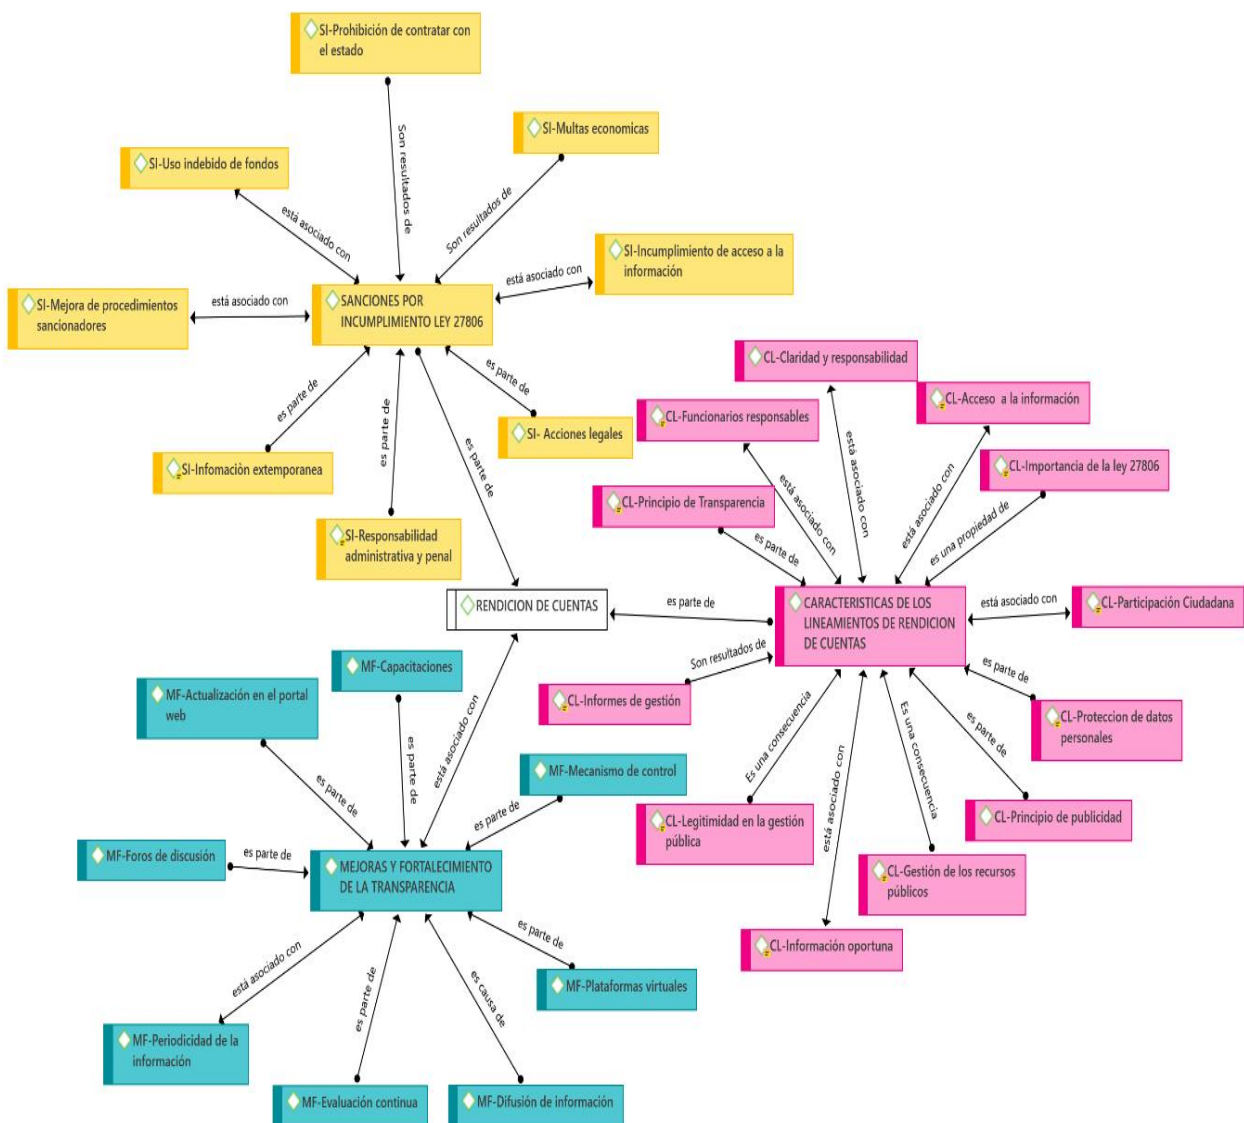 SI-Prohibición de contratar con
el estado
SI-Multas economicas
SI-Uso indebido de fondos
Son resultados de
Son resultados de
está asociado con
SI-Incumplimiento de acceso a la
información
está asociado con
SI-Mejora de procedimientos
sancionadores
está asociado con
SANCIONES POR
INCUMPLIMIENTO LEY 27806
es parte de
es parte de
es parte de
es parte de
SI- Acciones legales
SI-Infomaciòn extemporanea
SI-Responsabilidad
administrativa y penal
CL-Claridad y responsabilidad
CL-Acceso a la información
CL-Funcionarios responsables
CL-Importancia de la ley 27806
CL-Principio de Transparencia
está asociado con
está asociado con
está asociado con
es una propiedad de
es parte de
RENDICION DE CUENTAS
es parte de
CARACTERISTICAS DE LOS
LINEAMIENTOS DE RENDICION
DE CUENTAS
está asociado con
CL-Participación Ciudadana
Son resultados de
CL-Informes de gestión
es parte de
CL-Proteccion de datos
personales
Es una consecuencia
está asociado con
Es una consecuencia
es parte de
CL-Legitimidad en la gestión
pública
CL-Principio de publicidad
CL-Gestión de los recursos
públicos
CL-Información oportuna
MF-Capacitaciones
MF-Actualización en el portal
web
está asociado con
es parte de
es parte de
MF-Mecanismo de control
es parte de
MF-Foros de discusión
es parte de
MEJORAS Y FORTALECIMIENTO
DE LA TRANSPARENCIA
está asociado con
es parte de
es causa de
es parte de
MF-Plataformas virtuales
MF-Periodicidad de la
información
MF-Evaluación continua
MF-Difusión de información